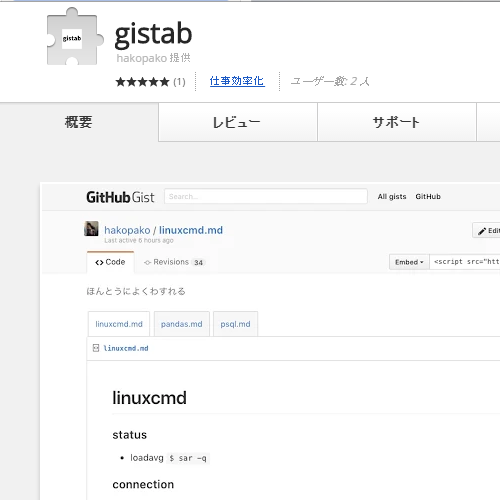 gistab
gistab
hakopako 提供
★★★★★ (1) 仕事効率化 ユーザー数: 2 人
概要 レビュー サポート
GitHub Gist Search... All gists GitHub
hakopako / linuxcmd.md Edi
Last active 6 hours ago
<> Code Revisions 34 Embed <script src="htt
ほんとうによくわすれる
linuxcmd.md pandas.md psql.md
linuxcmd.md
linuxcmd
status
• loadavg $ sar -q
connection